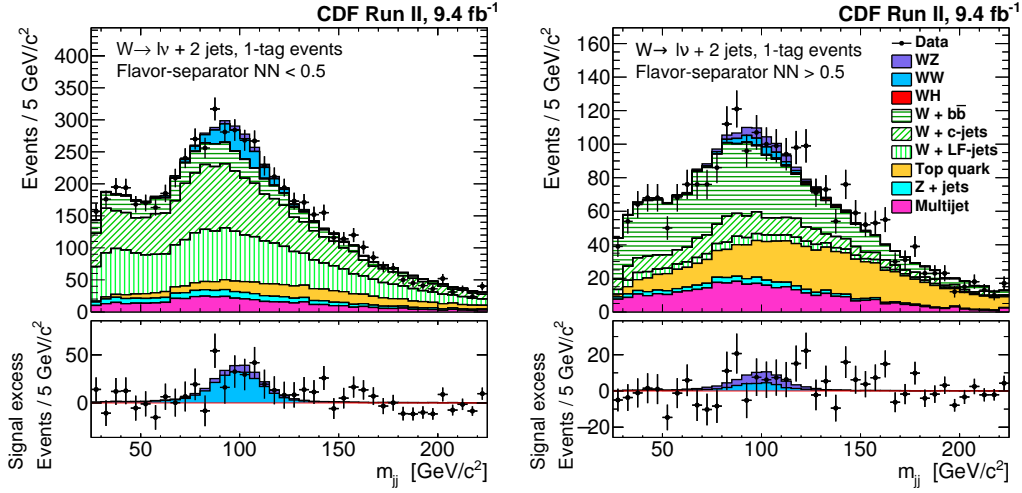 CDF Run II, 9.4 fb⁻¹
W→ lν + 2 jets, 1-tag events
Flavor-separator NN < 0.5
Events / 5 GeV/c²
400
350
300
250
200
150
100
50
0
Signal excess
Events / 5 GeV/c²
50
0
50
100
150
200
m_jj [GeV/c²]
CDF Run II, 9.4 fb⁻¹
W→ lν + 2 jets, 1-tag events
Flavor-separator NN > 0.5
Data
WZ
WW
WH
W + bb̅
W + c-jets
W + LF-jets
Top quark
Z + jets
Multijet
Events / 5 GeV/c²
160
140
120
100
80
60
40
20
0
Signal excess
Events / 5 GeV/c²
20
0
−20
50
100
150
200
m_jj [GeV/c²]